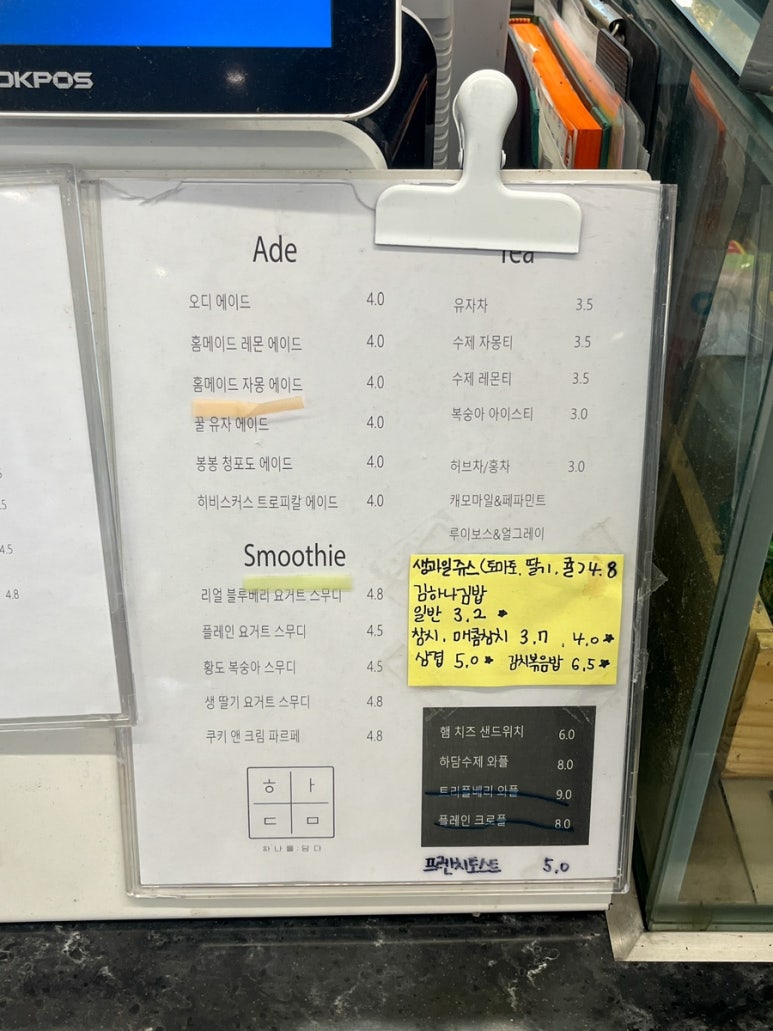 OKPOS
Ade
오디 에이드 4.0
홈메이드 레몬 에이드 4.0
홈메이드 자몽 에이드 4.0
꿀 유자 에이드 4.0
봉봉 청포도 에이드 4.0
히비스커스 트로피칼 에이드 4.0
Smoothie
리얼 블루베리 요거트 스무디 4.8
플레인 요거트 스무디 4.5
황도 복숭아 스무디 4.5
생 딸기 요거트 스무디 4.8
쿠키 앤 크림 파르페 4.8
하
ㅏ
ㄷ
ㅁ
하 나 를 : 담 다
Tea
유자차 3.5
수제 자몽티 3.5
수제 레몬티 3.5
복숭아 아이스티 3.0
허브차/홍차 3.0
캐모마일&페파민트
루이보스&얼그레이
생과일쥬스(토마토, 딸기, 귤) 4.8
김하나김밥
일반 3.2
참치, 매콤참치 3.7, 4.0
삼겹 5.0 김치볶음밥 6.5
햄 치즈 샌드위치 6.0
하담수제 와플 8.0
트리플베리 와플 9.0
플레인 크로플 8.0
프렌치토스트 5.0
4.5
4.8